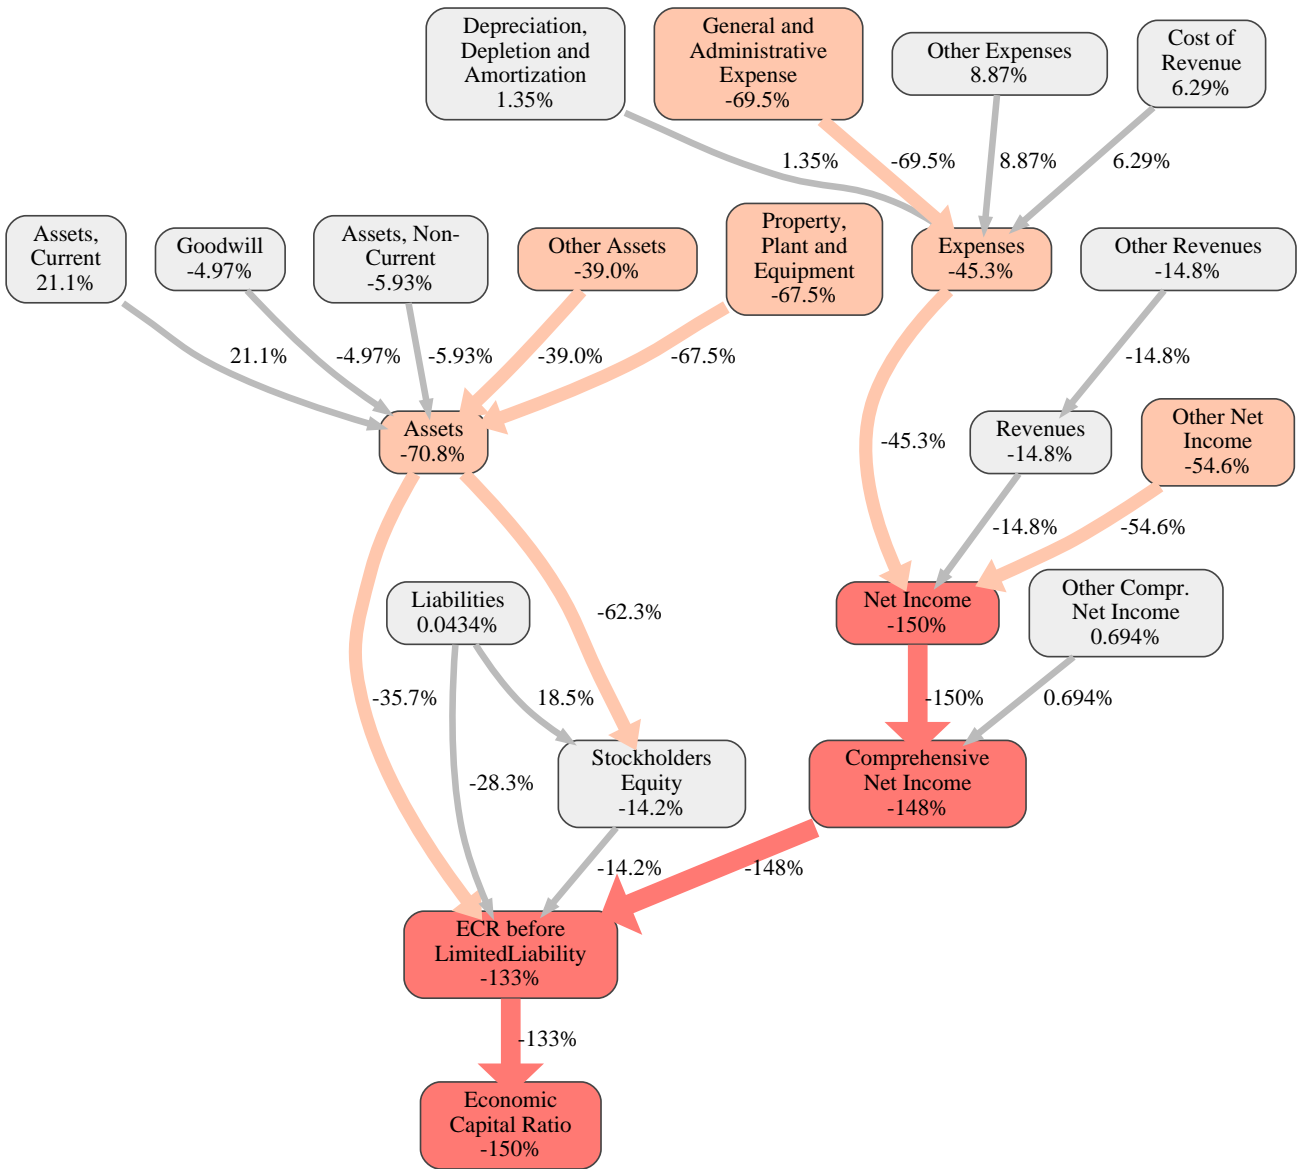 Depreciation,
Depletion and
Amortization
1.35%
General and
Administrative
Expense
-69.5%
Other Expenses
8.87%
Cost of
Revenue
6.29%
1.35%
-69.5%
8.87%
6.29%
Assets,
Current
21.1%
Goodwill
-4.97%
Assets, Non-
Current
-5.93%
Other Assets
-39.0%
Property,
Plant and
Equipment
-67.5%
Expenses
-45.3%
Other Revenues
-14.8%
21.1%
-4.97%
-5.93%
-39.0%
-67.5%
-14.8%
Assets
-70.8%
-45.3%
Revenues
-14.8%
Other Net
Income
-54.6%
-14.8%
-54.6%
Liabilities
0.0434%
-62.3%
Net Income
-150%
Other Compr.
Net Income
0.694%
-35.7%
18.5%
-150%
0.694%
Stockholders
Equity
-14.2%
Comprehensive
Net Income
-148%
-28.3%
-14.2%
-148%
ECR before
LimitedLiability
-133%
-133%
Economic
Capital Ratio
-150%